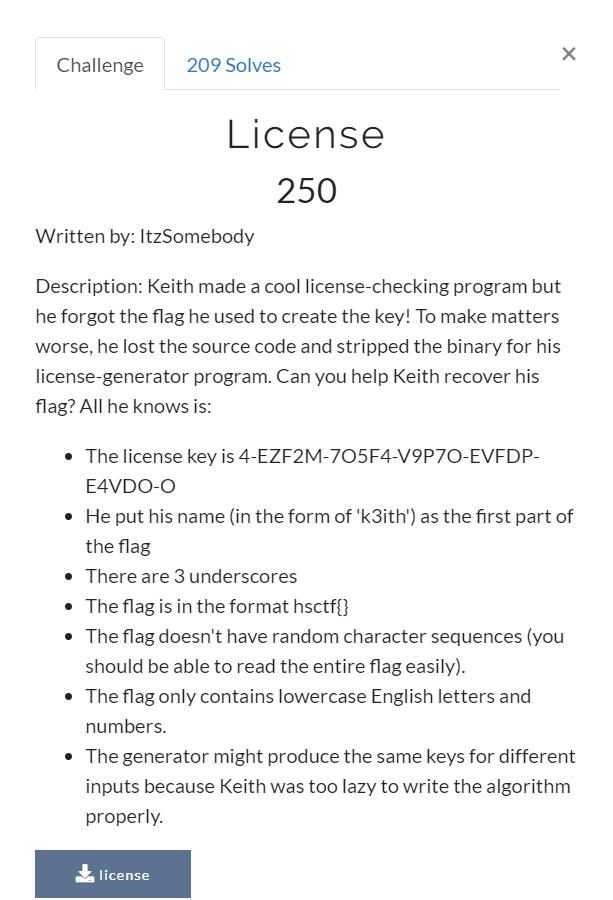 Challenge
209 Solves
×
License
250
Written by: ItzSomebody
Description: Keith made a cool license-checking program but
he forgot the flag he used to create the key! To make matters
worse, he lost the source code and stripped the binary for his
license-generator program. Can you help Keith recover his
flag? All he knows is:
• The license key is 4-EZF2M-7O5F4-V9P7O-EVFDP-
E4VDO-O
• He put his name (in the form of 'k3ith') as the first part of
the flag
• There are 3 underscores
• The flag is in the format hsctf{}
• The flag doesn't have random character sequences (you
should be able to read the entire flag easily).
• The flag only contains lowercase English letters and
numbers.
• The generator might produce the same keys for different
inputs because Keith was too lazy to write the algorithm
properly.
license